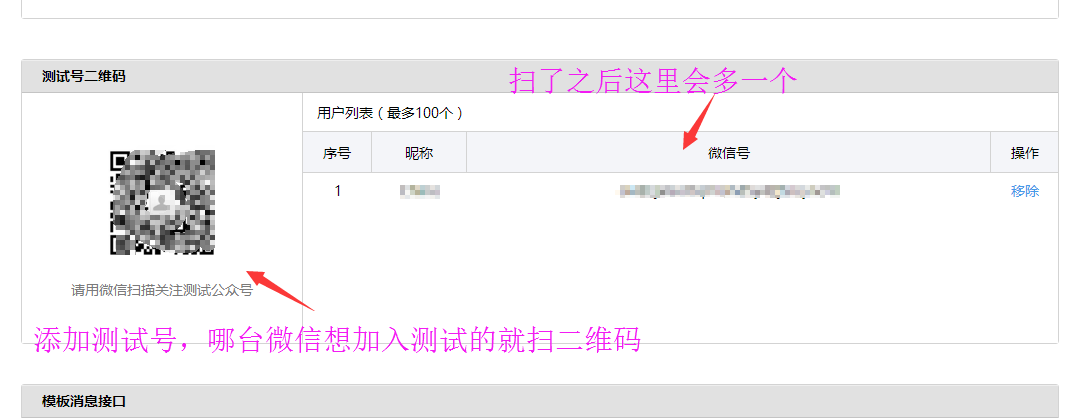 测试号二维码
扫了之后这里会多一个
用户列表（最多100个）
序号 昵称 微信号 操作
1 移除
请用微信扫描关注测试公众号
添加测试号，哪台微信想加入测试的就扫二维码
模板消息接口